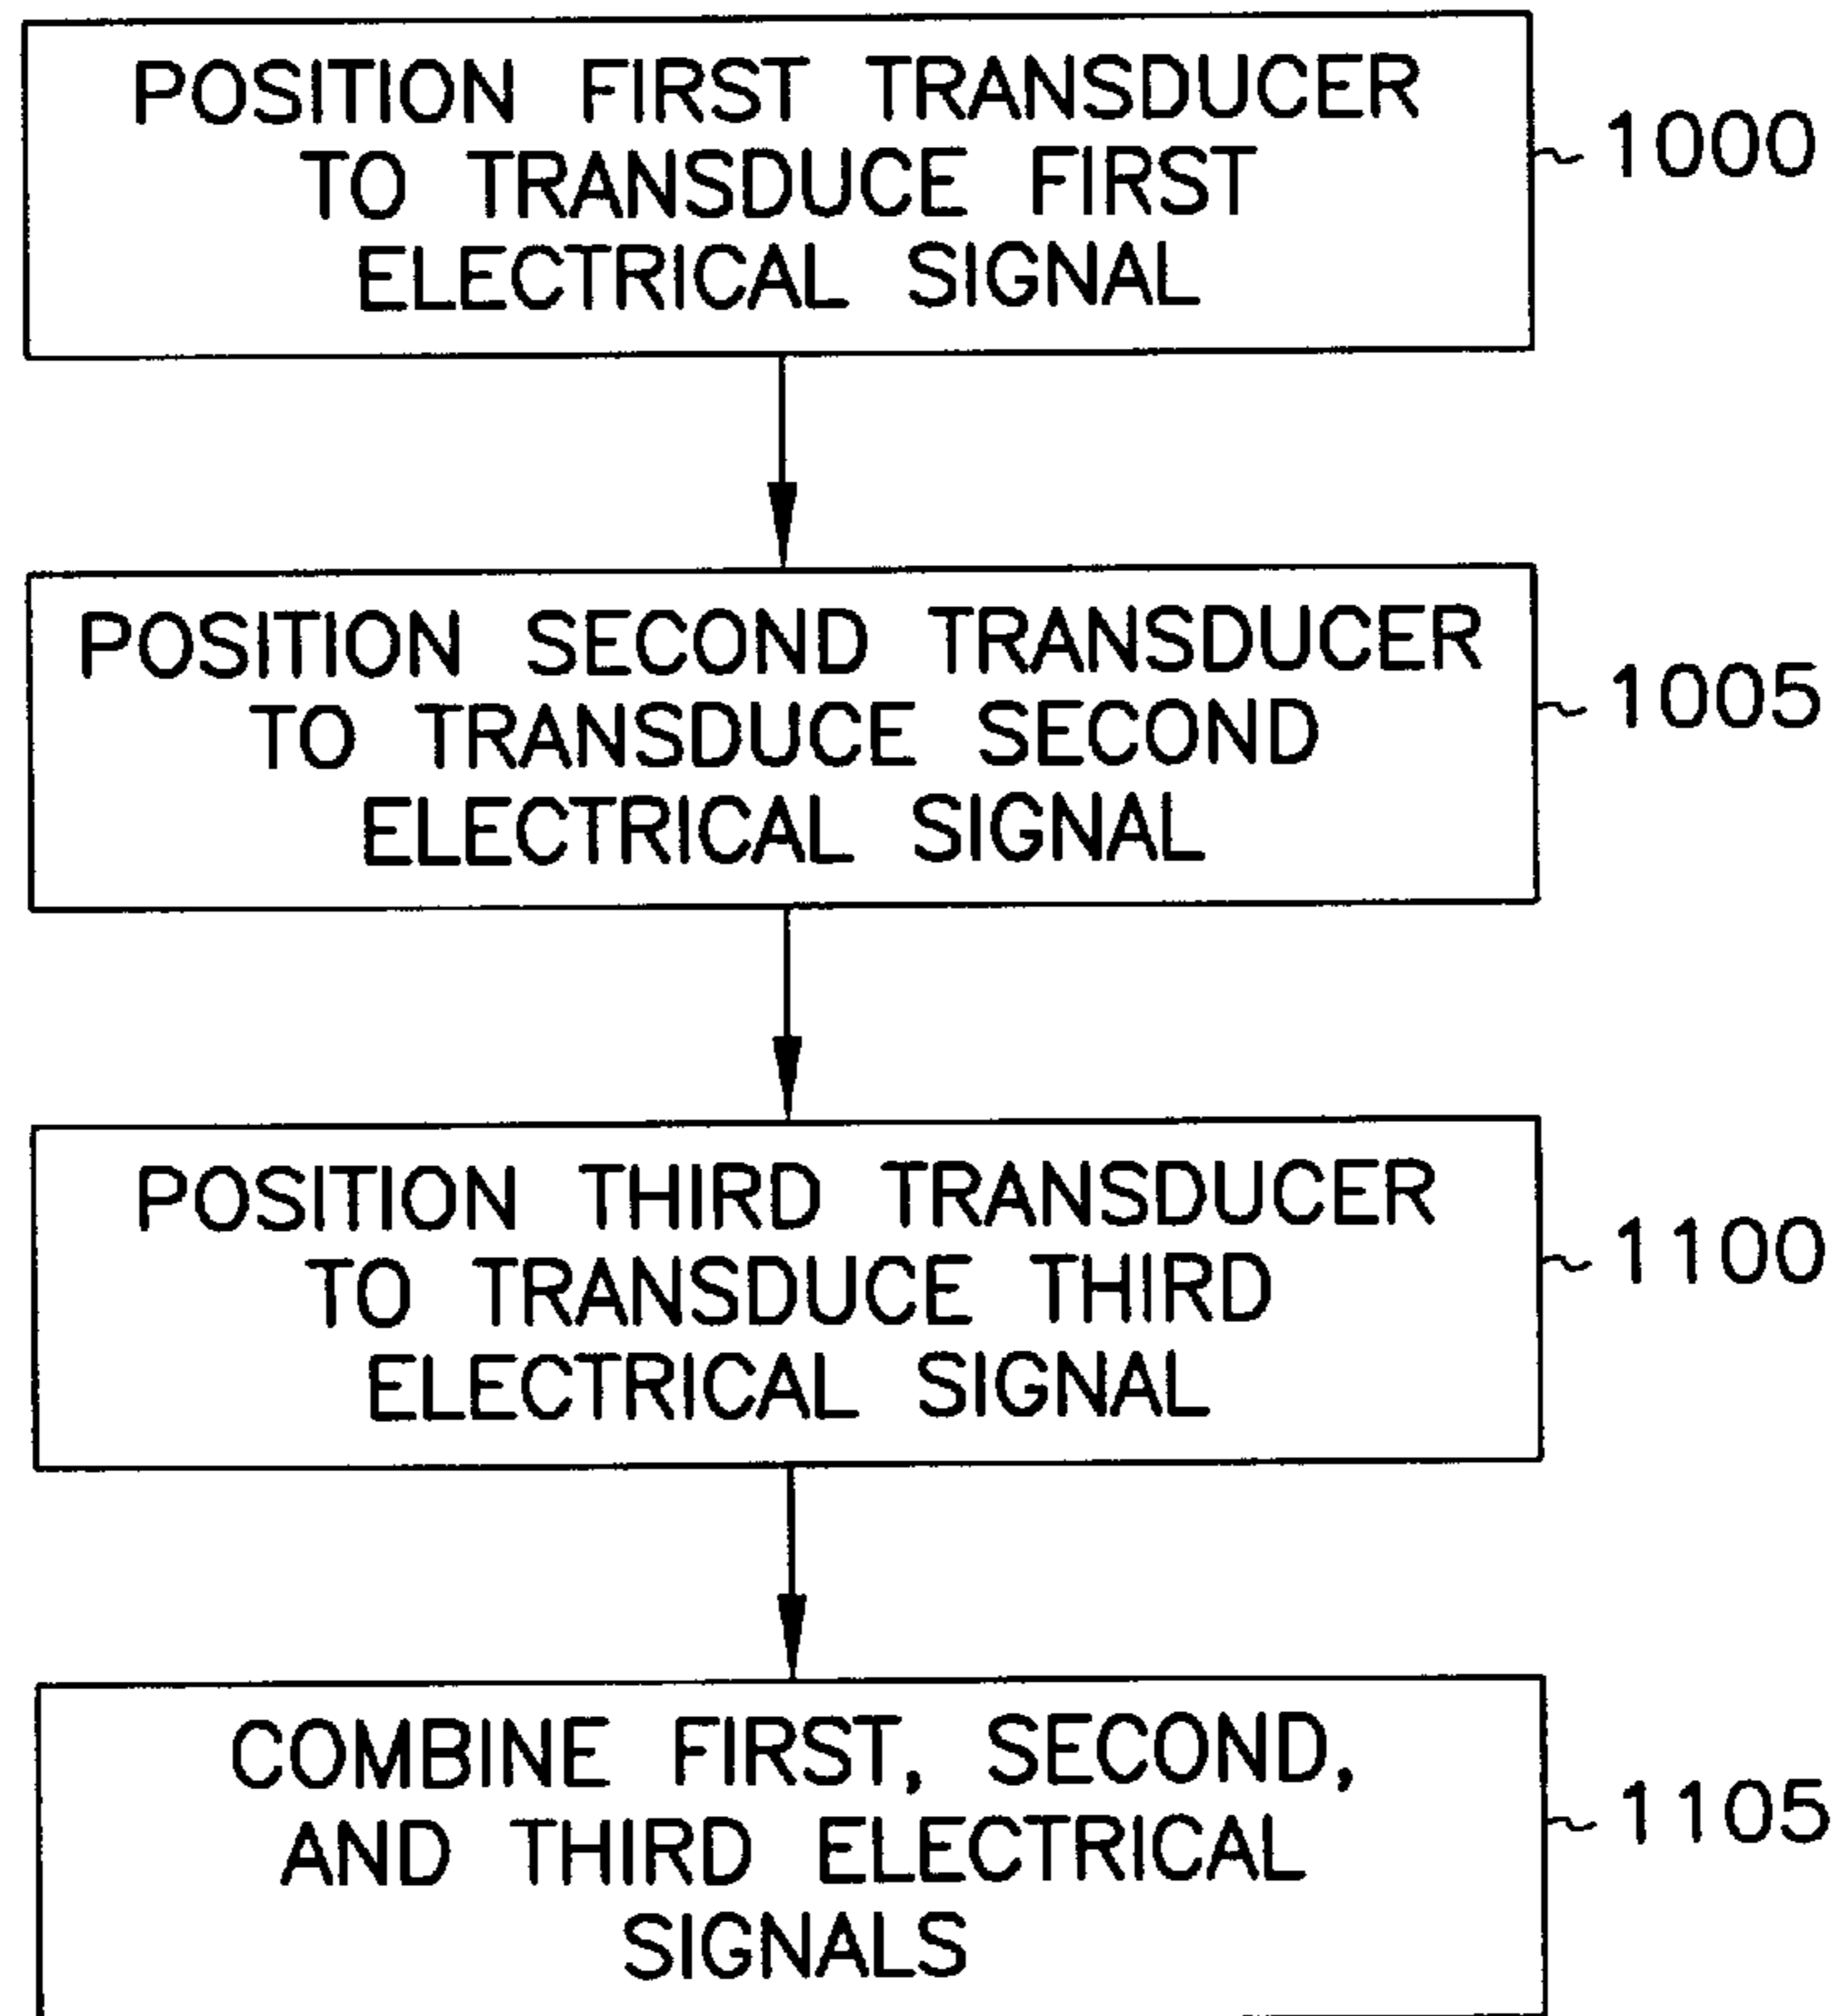 POSITION FIRST TRANSDUCER
TO TRANSDUCE FIRST
ELECTRICAL SIGNAL
1000
POSITION SECOND TRANSDUCER
TO TRANSDUCE SECOND
ELECTRICAL SIGNAL
1005
POSITION THIRD TRANSDUCER
TO TRANSDUCE THIRD
ELECTRICAL SIGNAL
1100
COMBINE FIRST, SECOND,
AND THIRD ELECTRICAL
SIGNALS
1105